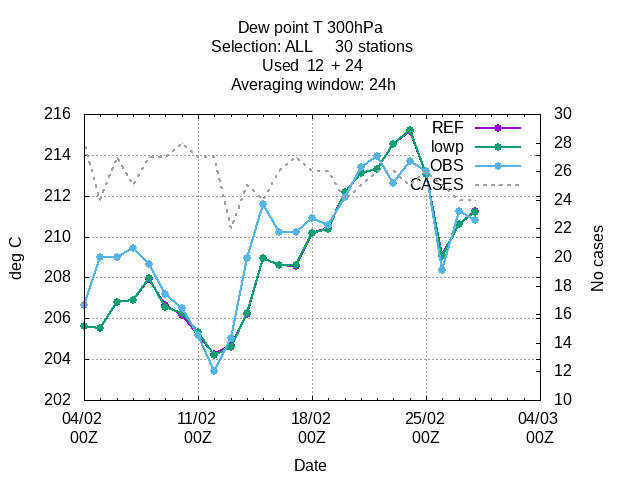 Dew point T 300hPa
Selection: ALL     30 stations
Used  12  + 24
Averaging window: 24h
216
214
212
210
208
206
204
202
30
28
26
24
22
20
18
16
14
12
10
REF
lowp
OBS
CASES
deg C
No cases
04/02
00Z
11/02
00Z
18/02
00Z
25/02
00Z
04/03
00Z
Date